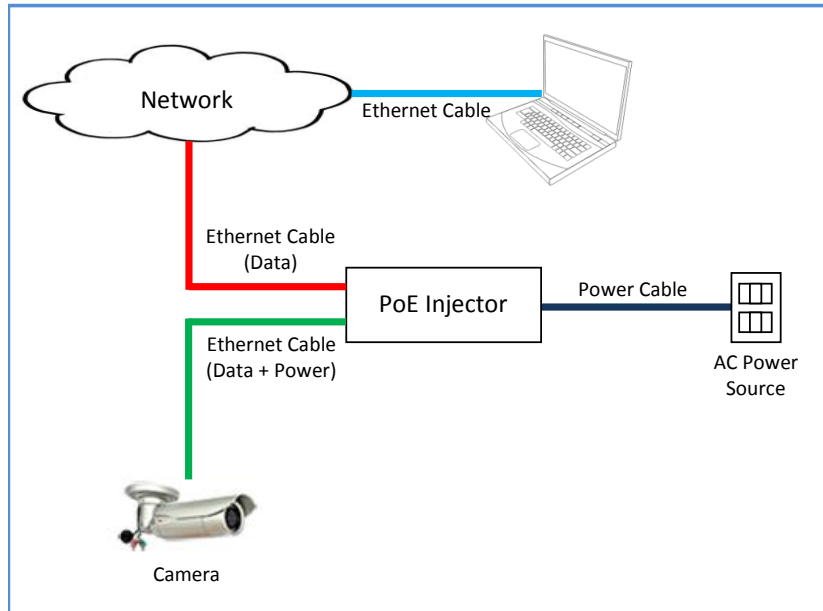 Network
Ethernet Cable
Ethernet Cable
(Data)
PoE Injector
Power Cable
Ethernet Cable
(Data + Power)
AC Power
Source
Camera